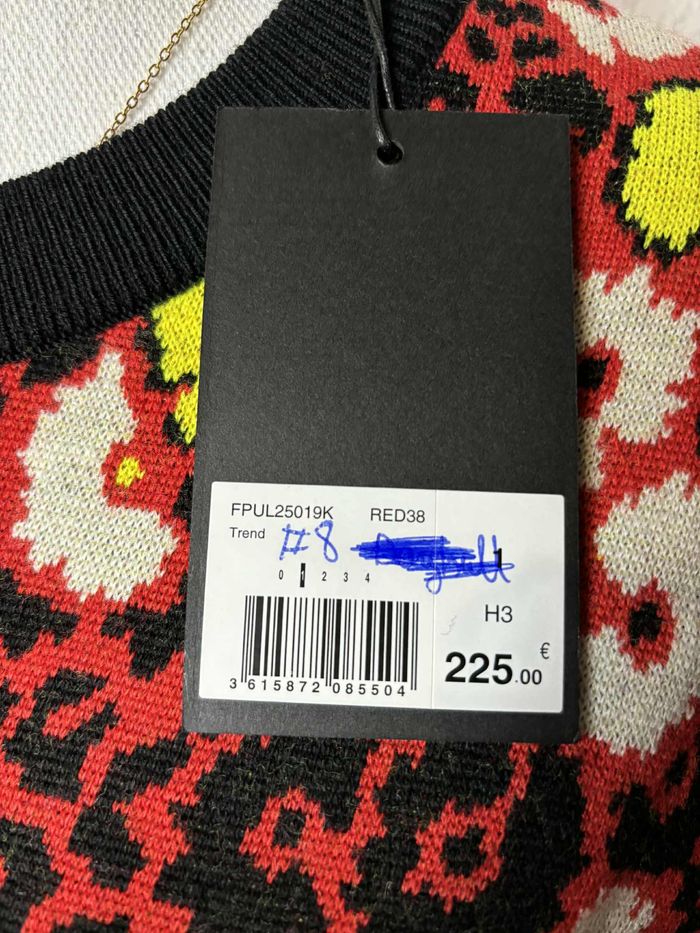 FPUL25019K RED38
Trend #8
1
0 1 2 3 4
H3
225.00 €
3 615872 085504